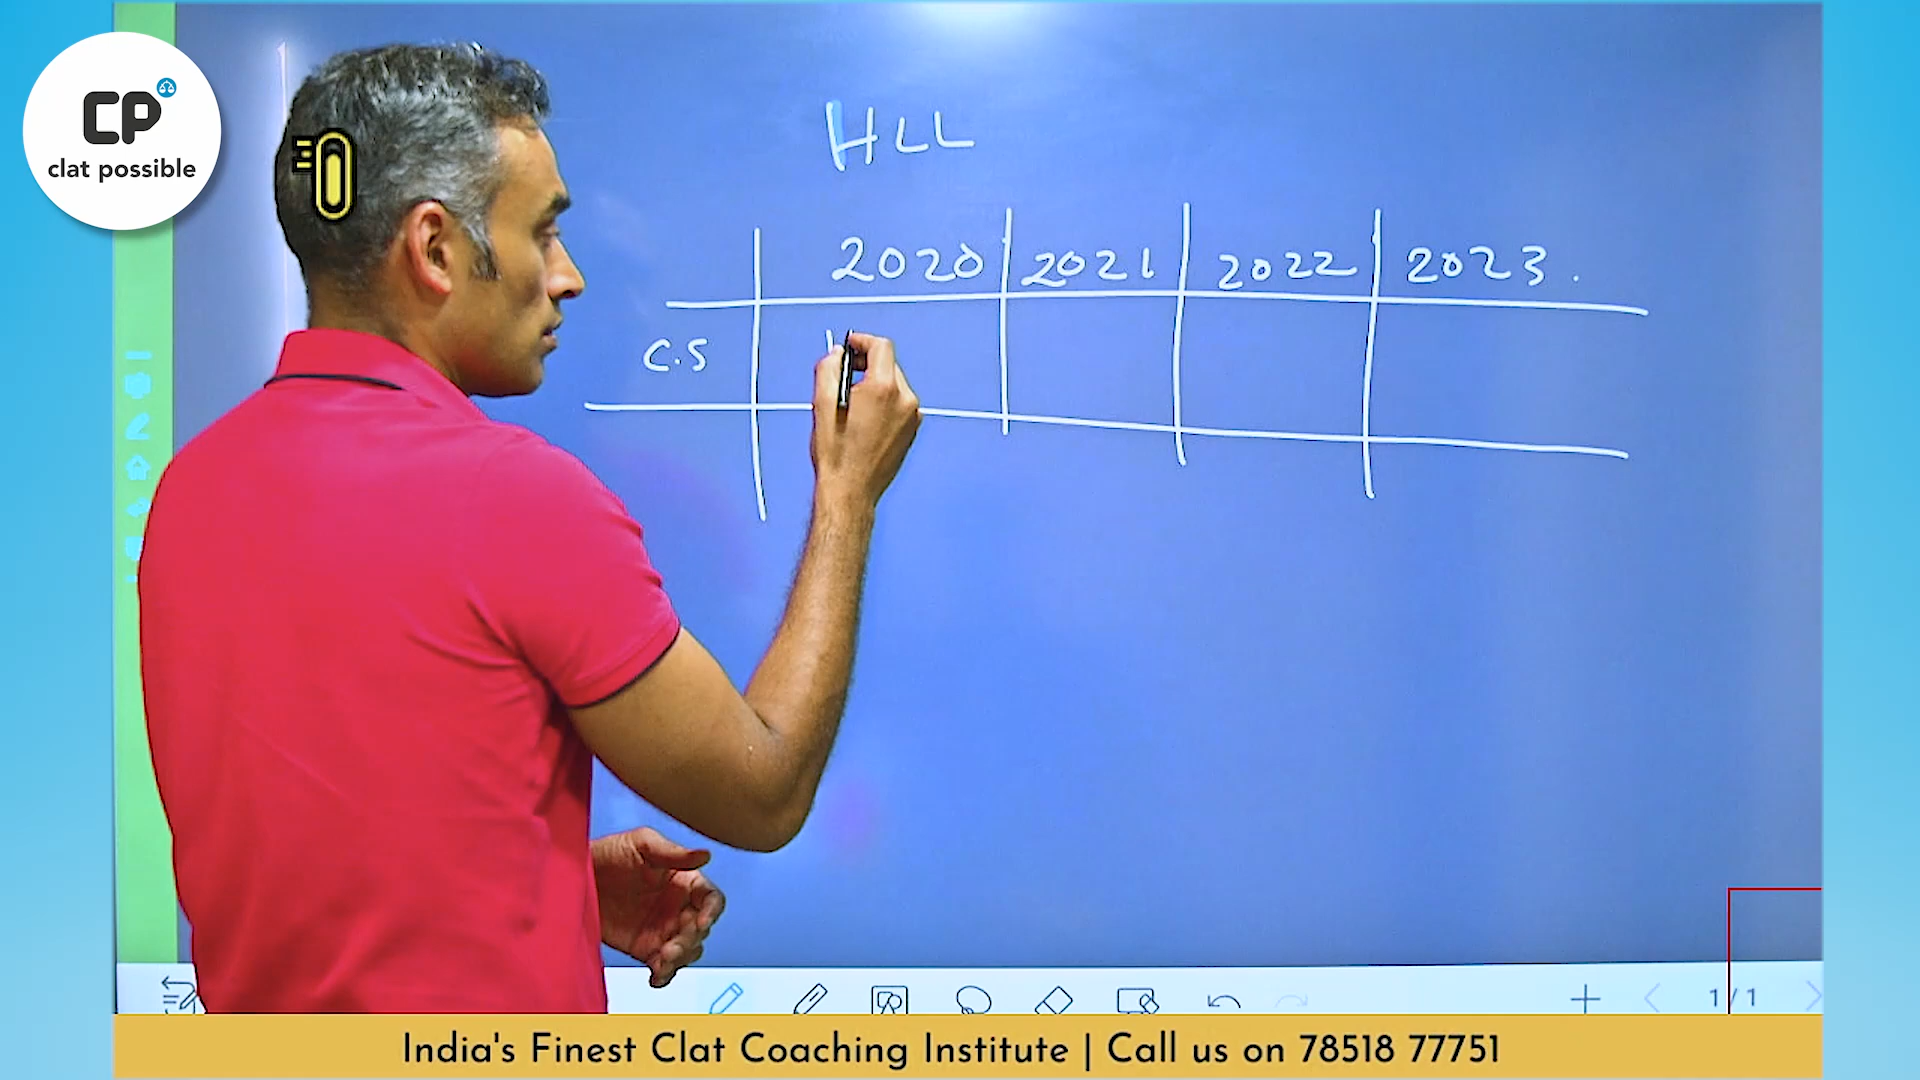 CP
clat possible
HLL
2020 2021 2022 2023.
C.S
1/1
India's Finest Clat Coaching Institute | Call us on 78518 77751